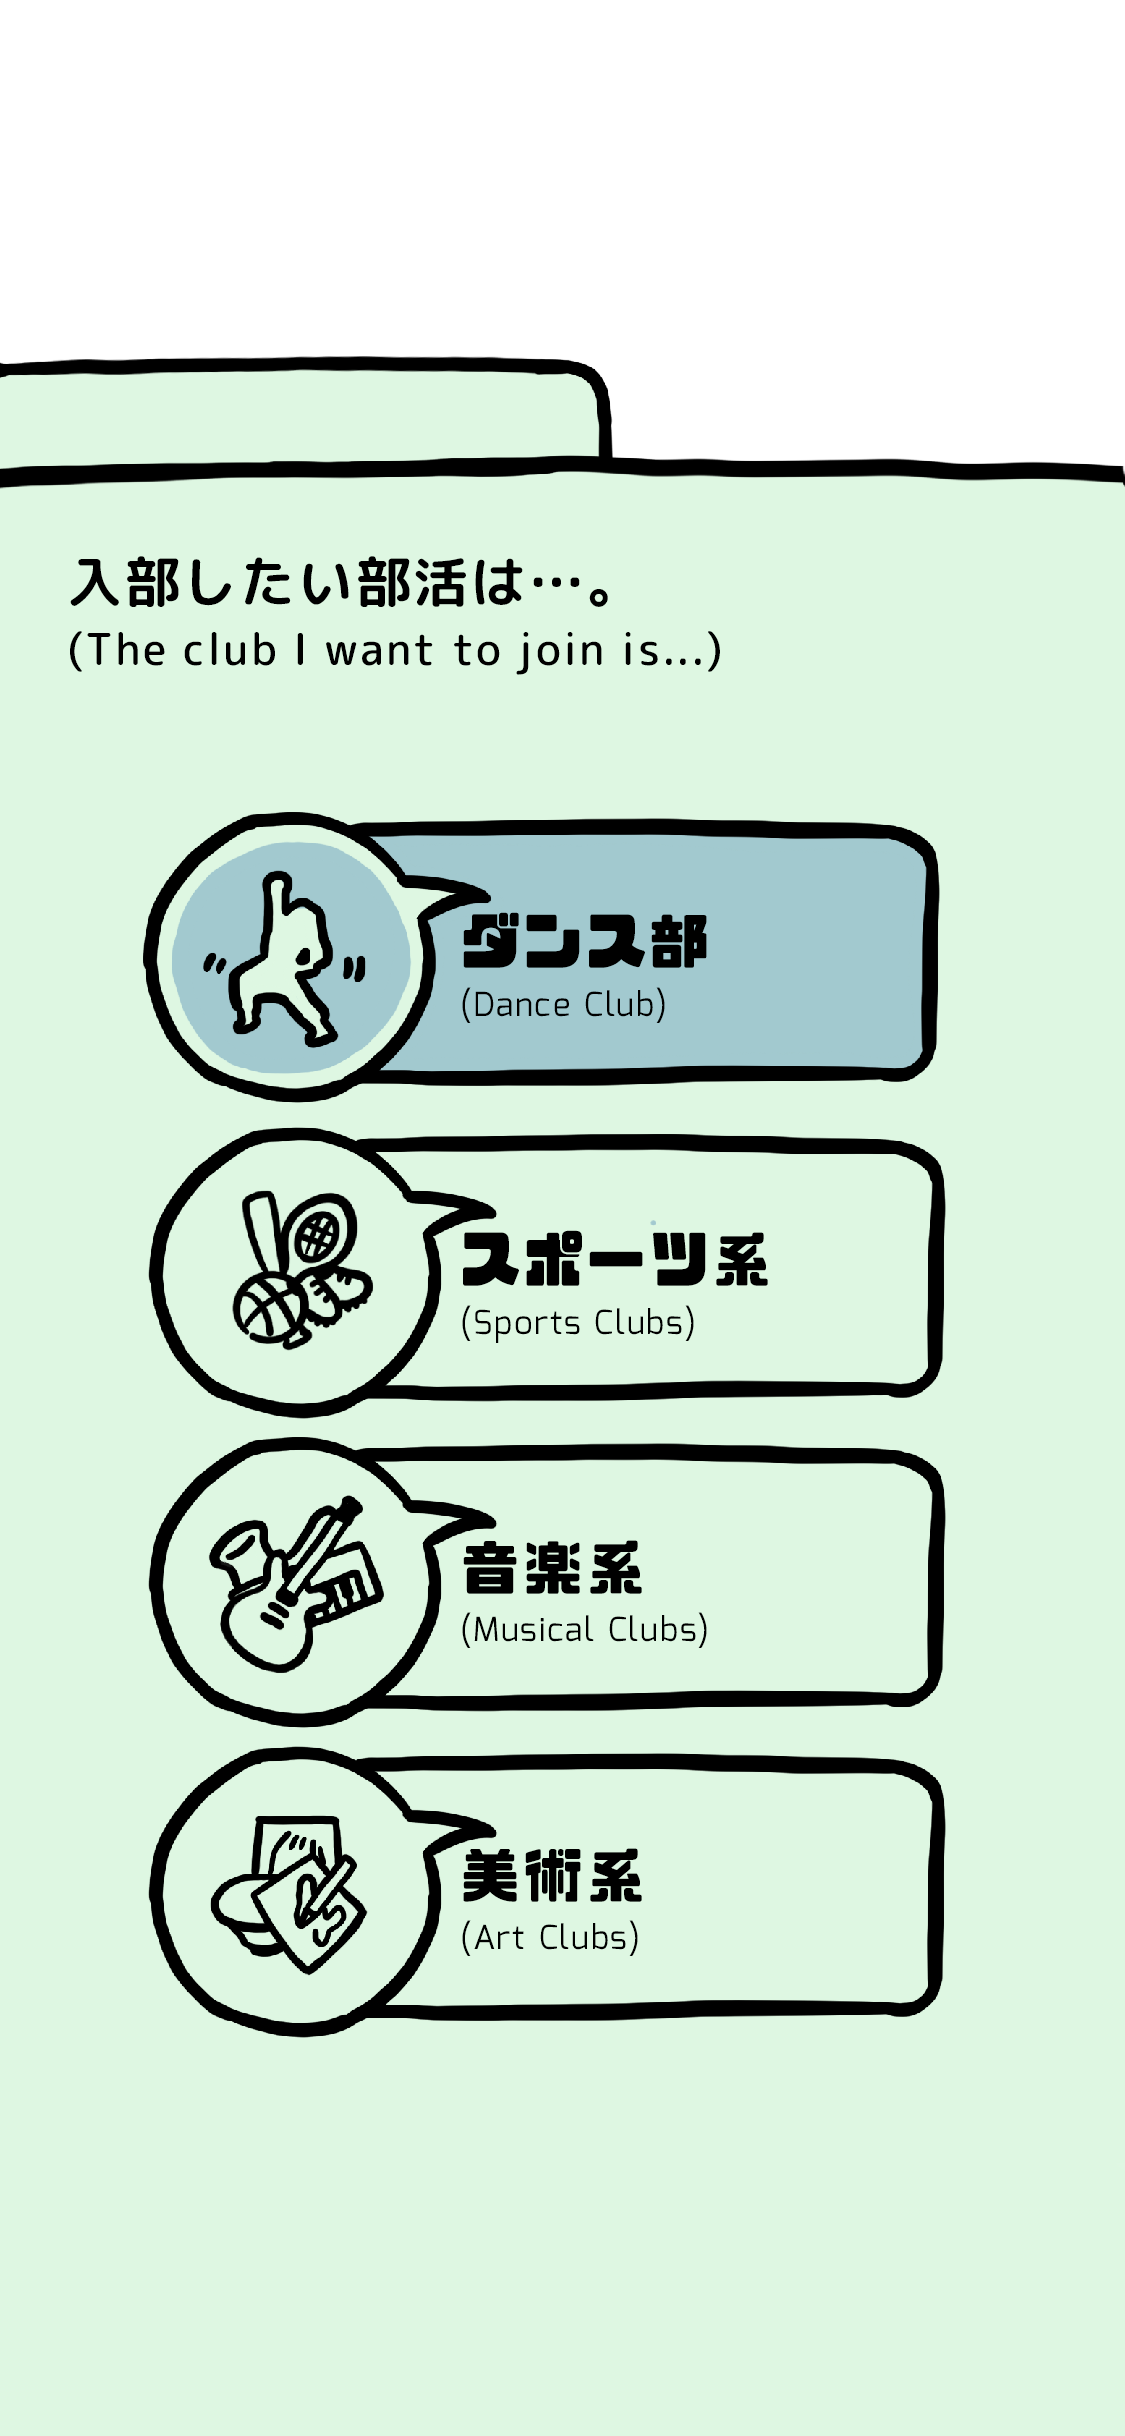 入部したい部活は…。
(The club I want to join is...)
ダンス部
(Dance Club)
スポーツ系
(Sports Clubs)
音楽系
(Musical Clubs)
美術系
(Art Clubs)